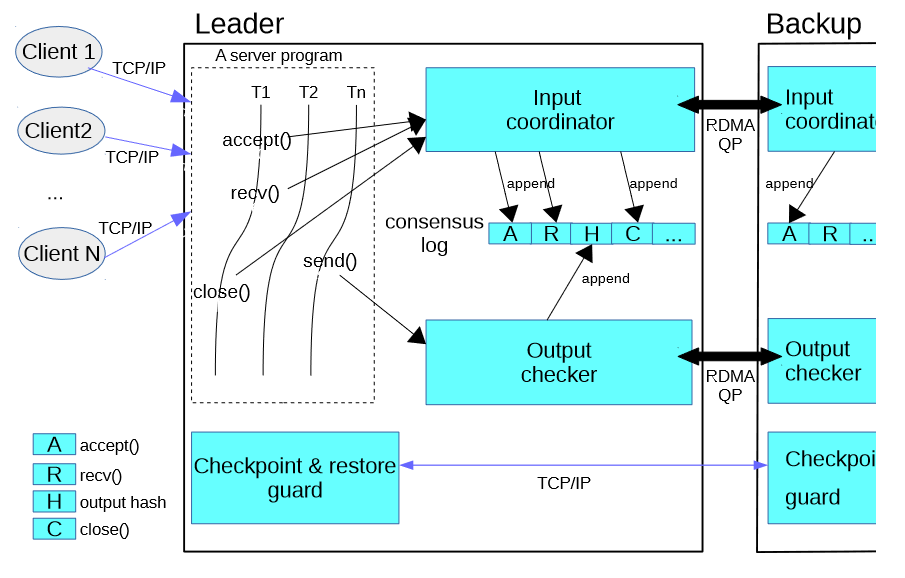 Leader
Backup
Client 1
TCP/IP
Client2
TCP/IP
...
TCP/IP
Client N
A server program
T1 T2 Tn
accept()
recv()
send()
close()
Input
coordinator
append
append
consensus
log
A R H C ...
append
Output
checker
RDMA
QP
RDMA
QP
Input
append
A R ..
Output
checker
Checkpoint & restore
guard
TCP/IP
guard
A accept()
R recv()
H output hash
C close()